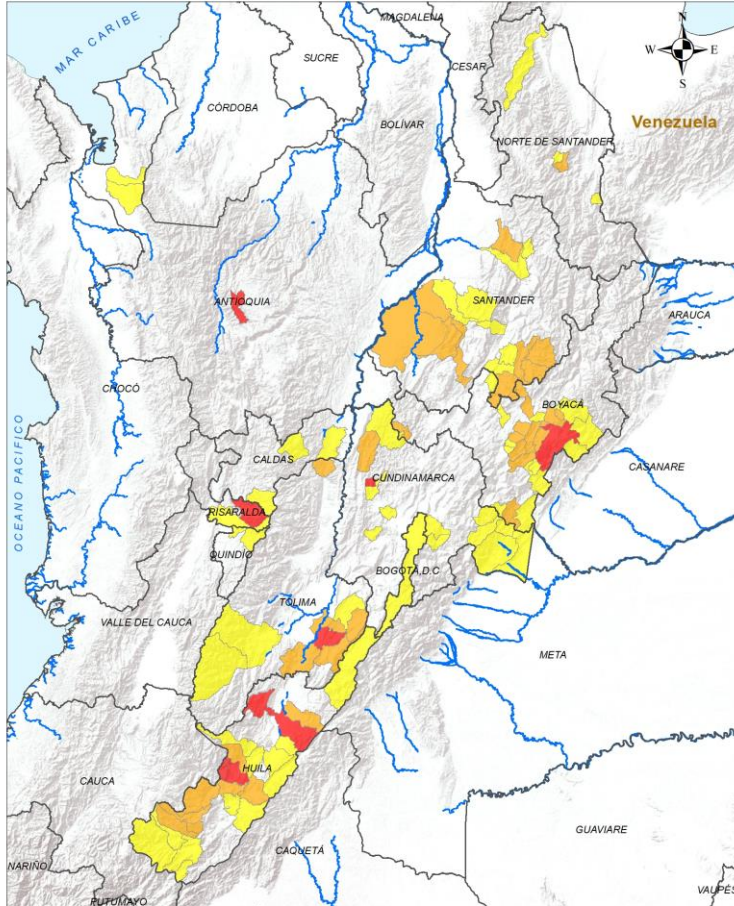 MAGDALENA
N
MAR CARIBE
SUCRE
CESAR
W
E
S
CÓRDOBA
BOLÍVAR
Venezuela
NORTE DE SANTANDER
ANTIOQUIA
SANTANDER
ARAUCA
CHOCÓ
BOYACÁ
CALDAS
CUNDINAMARCA
CASANARE
OCEANO PACIFICO
RISARALDA
QUINDÍO
BOGOTÁ,D.C
TOLIMA
VALLE DEL CAUCA
META
HUILA
CAUCA
GUAVIARE
CAQUETÁ
NARIÑO
PUTUMAYO
VAUPÉS